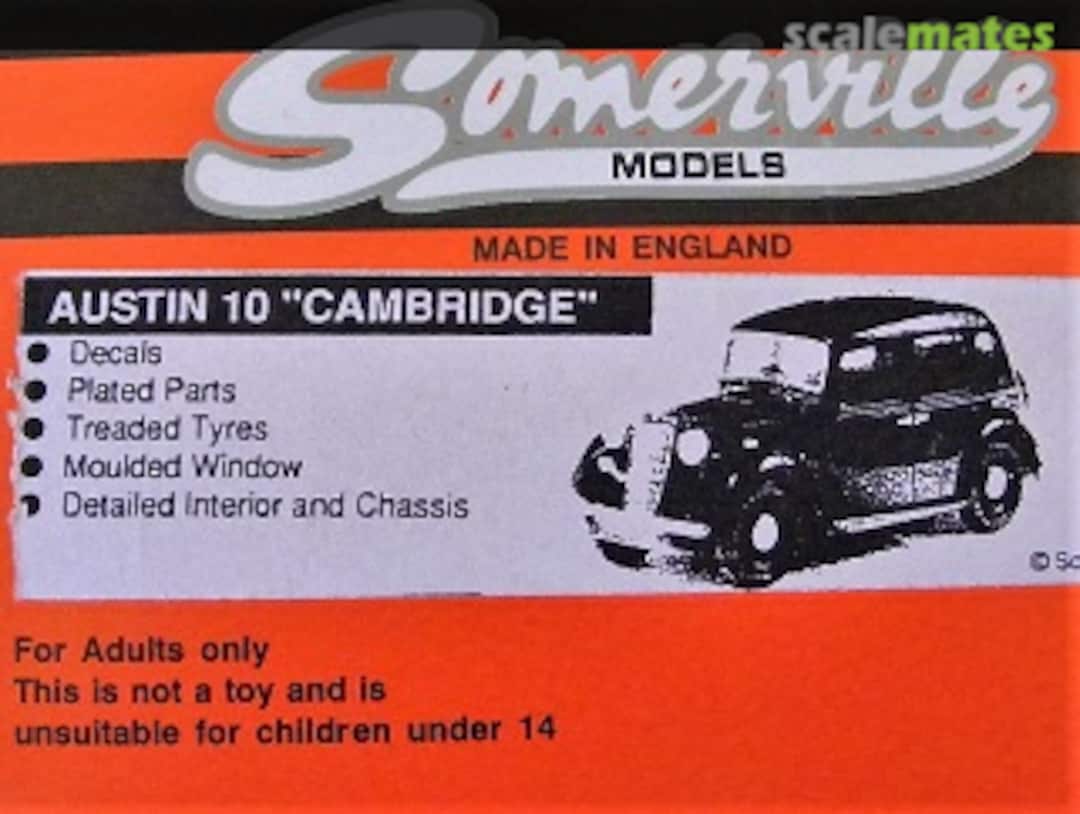 scalemates
Somerville
MODELS
MADE IN ENGLAND
AUSTIN 10 "CAMBRIDGE"
● Decals
● Plated Parts
● Treaded Tyres
● Moulded Window
● Detailed Interior and Chassis
©
For Adults only
This is not a toy and is
unsuitable for children under 14